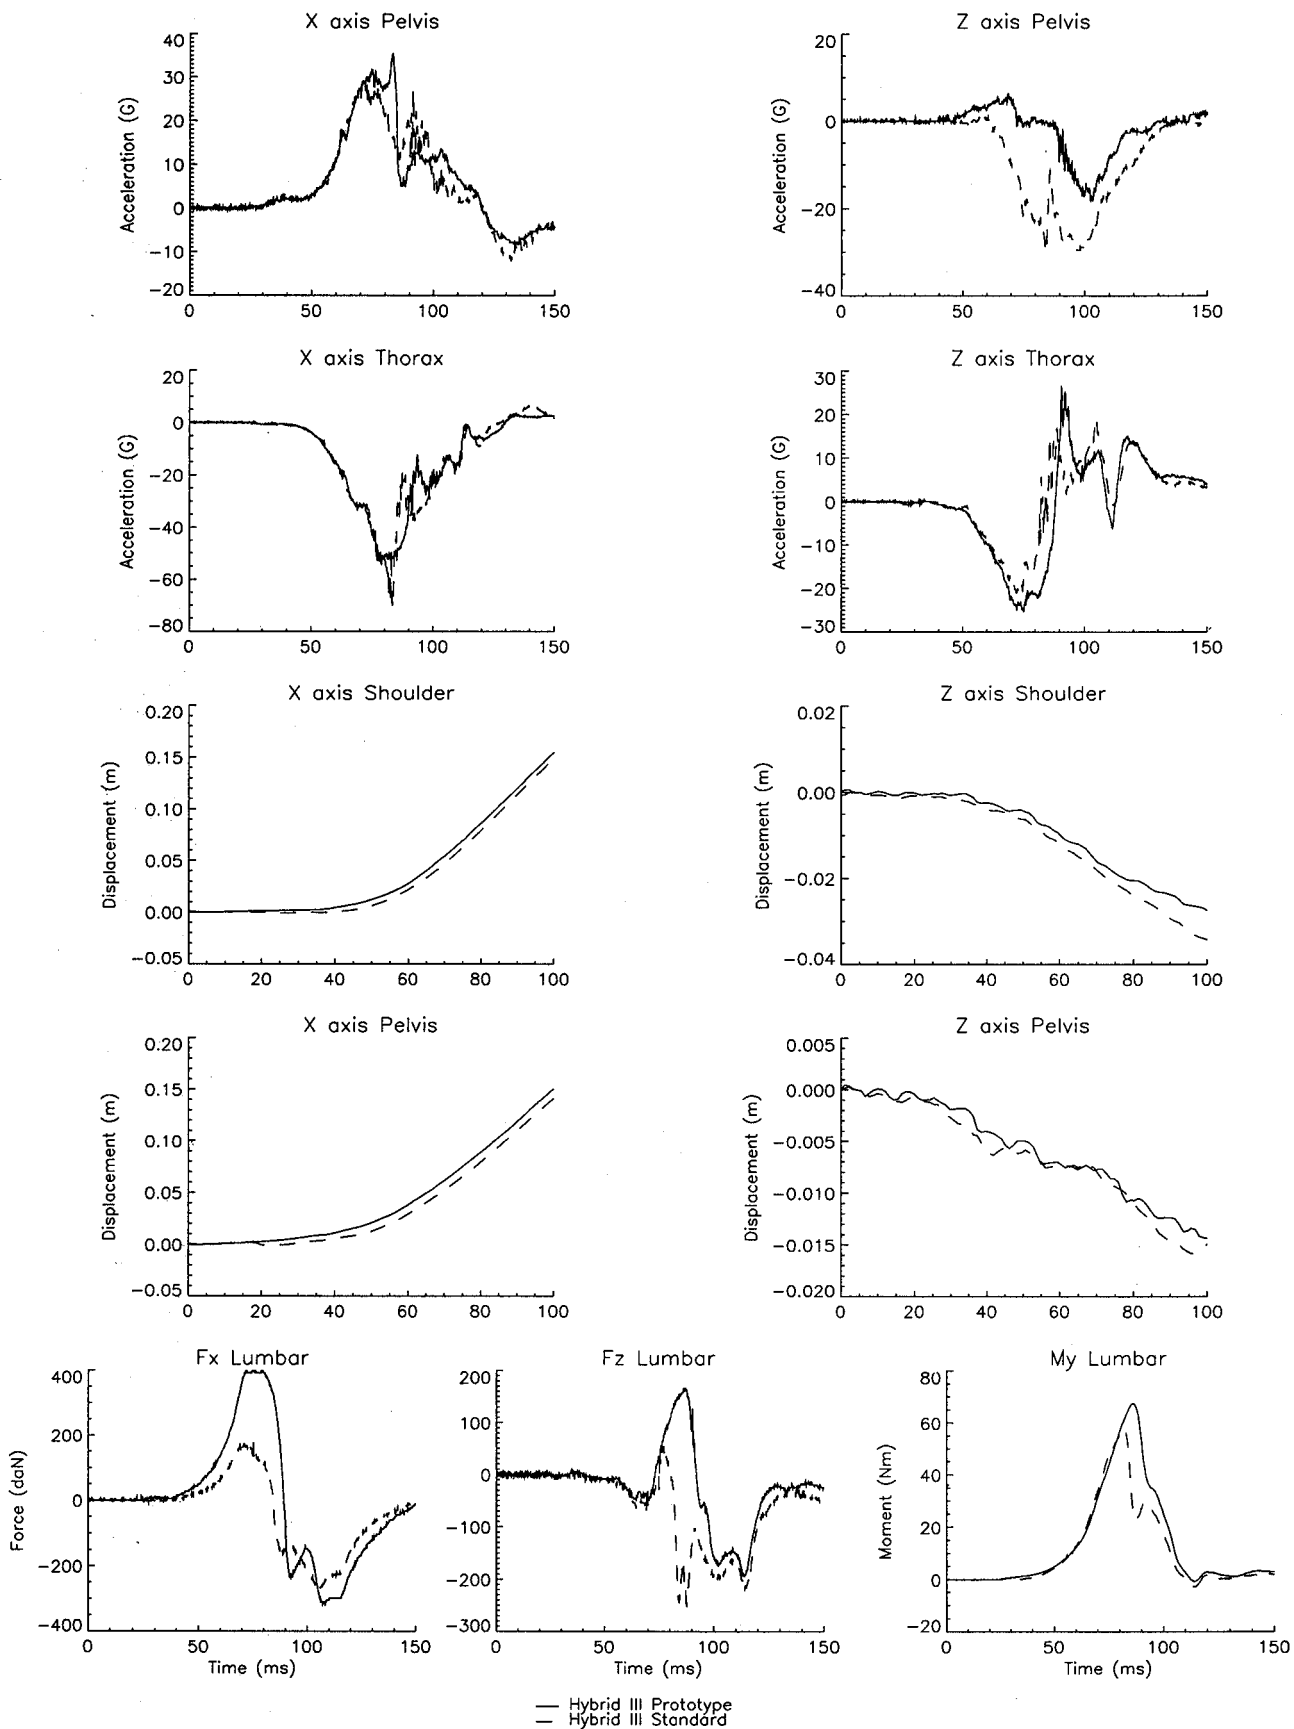 X axis Pelvis
Acceleration (G)
40
30
20
10
0
−10
−20
0 50 100 150
Z axis Pelvis
Acceleration (G)
20
0
−20
−40
0 50 100 150
X axis Thorax
Acceleration (G)
20
0
−20
−40
−60
−80
0 50 100 150
Z axis Thorax
Acceleration (G)
30
20
10
0
−10
−20
−30
0 50 100 150
X axis Shoulder
Displacement (m)
0.20
0.15
0.10
0.05
0.00
−0.05
0 20 40 60 80 100
Z axis Shoulder
Displacement (m)
0.02
0.00
−0.02
−0.04
0 20 40 60 80 100
X axis Pelvis
Displacement (m)
0.20
0.15
0.10
0.05
0.00
−0.05
0 20 40 60 80 100
Z axis Pelvis
Displacement (m)
0.005
0.000
−0.005
−0.010
−0.015
−0.020
0 20 40 60 80 100
Fx Lumbar
Force (daN)
400
200
0
−200
−400
0 50 100 150
Time (ms)
Fz Lumbar
200
100
0
−100
−200
−300
0 50 100 150
Time (ms)
My Lumbar
Moment (Nm)
80
60
40
20
0
−20
0 50 100 150
Time (ms)
Hybrid III Prototype
Hybrid III Standard